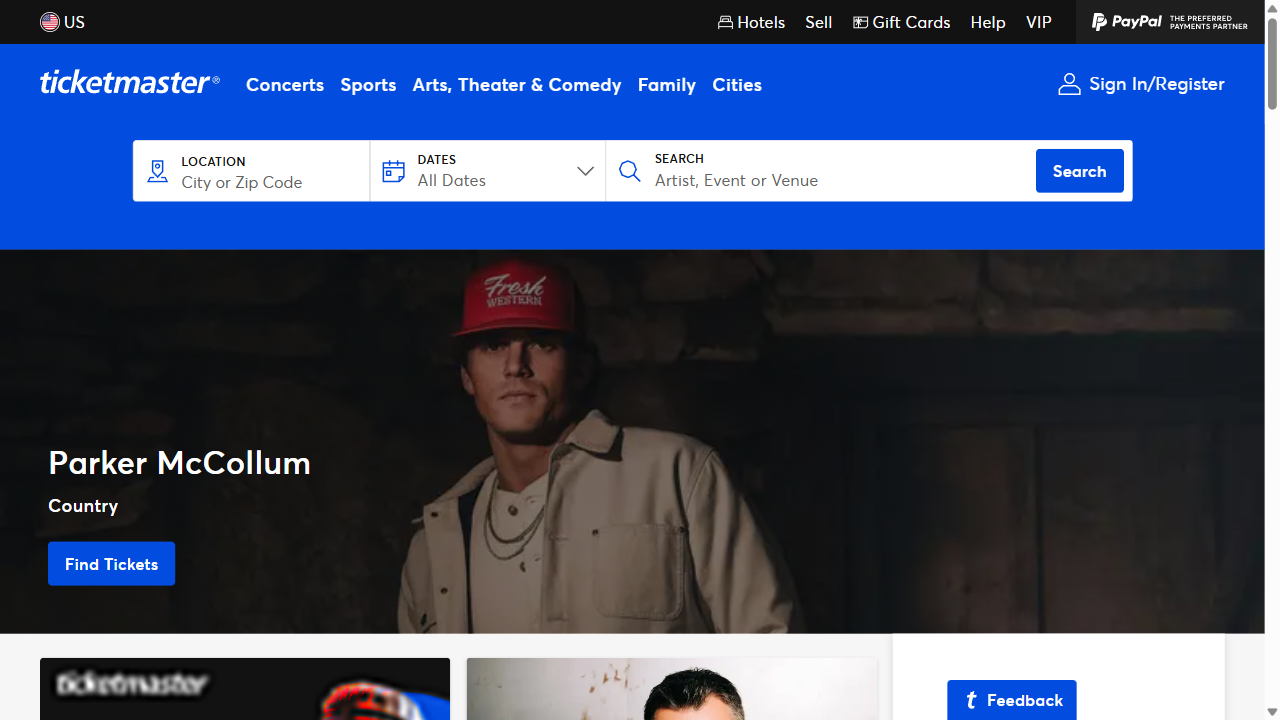 US
Hotels
Sell
Gift Cards
Help
VIP
PayPal
THE PREFERRED
PAYMENTS PARTNER
ticketmaster®
Concerts
Sports
Arts, Theater & Comedy
Family
Cities
Sign In/Register
LOCATION
City or Zip Code
DATES
All Dates
SEARCH
Artist, Event or Venue
Search
Fresh
WESTERN
Parker McCollum
Country
Find Tickets
ticketmaster
t Feedback